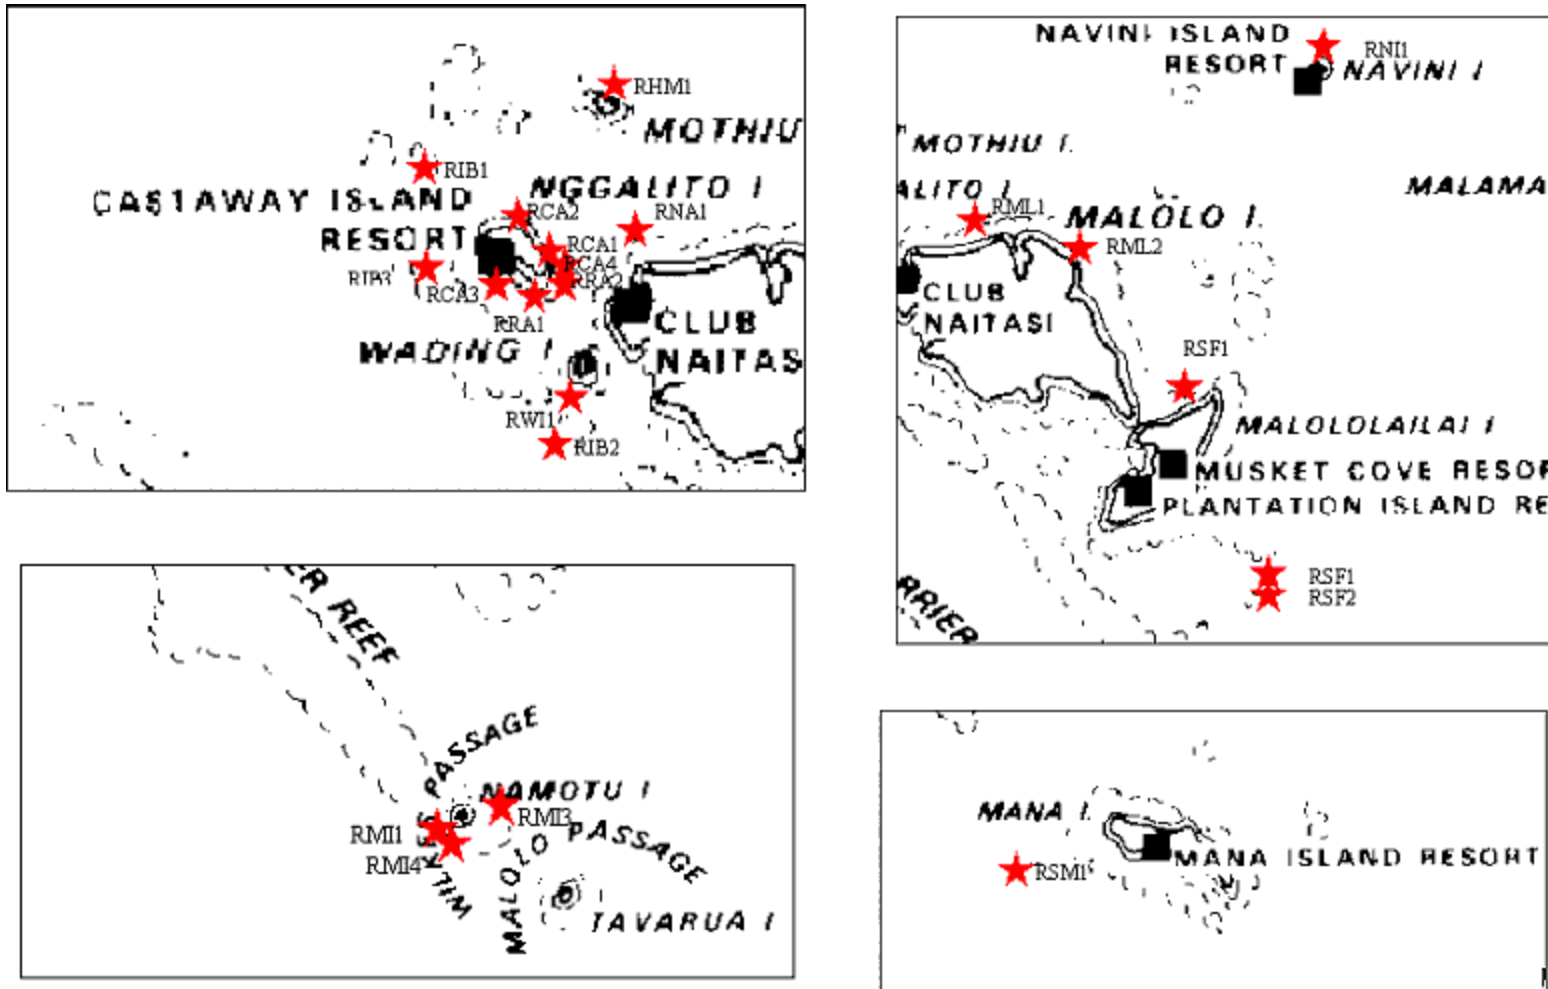 RHM1
MOTHIU
RIB1
NGGALITO I
CASTAWAY ISLAND
RESORT
RCA2
RNA1
RCA1
RCA4
RIB3
RCA3
RRA2
RRA1
CLUB
NAITAS
WADING I
RWI1
RIB2
NAVINI ISLAND
RESORT
RNI1
NAVINI I
MOTHIU I.
ALITO I
MALAMA
RML1
MALOLO I.
RML2
CLUB
NAITASI
RSF1
MALOLOLAILAI I
MUSKET COVE RESOR
PLANTATION ISLAND RE
RSF1
RSF2
RRIER
ER REEF
PASSAGE
NAMOTU I
RMI1
RMI3
RMI4
WILKES
MALOLO PASSAGE
TAVARUA I
MANA I.
MANA ISLAND RESORT
RSM1